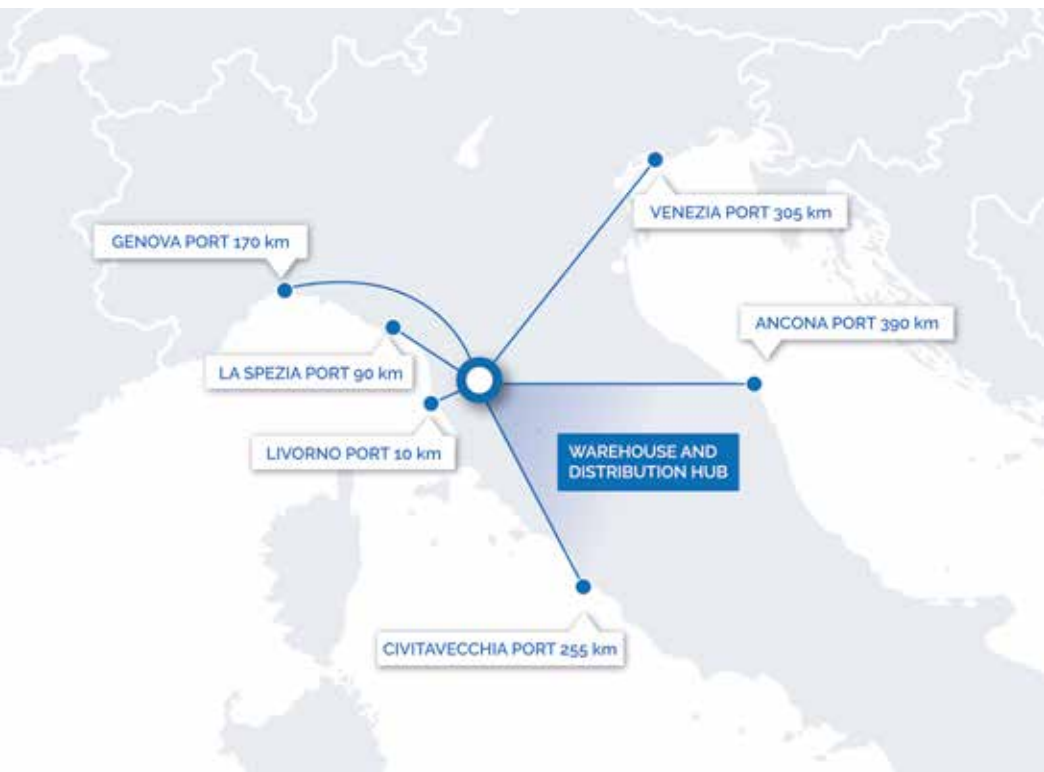 VENEZIA PORT 305 km
GENOVA PORT 170 km
ANCONA PORT 390 km
LA SPEZIA PORT 90 km
LIVORNO PORT 10 km
WAREHOUSE AND
DISTRIBUTION HUB
CIVITAVECCHIA PORT 255 km